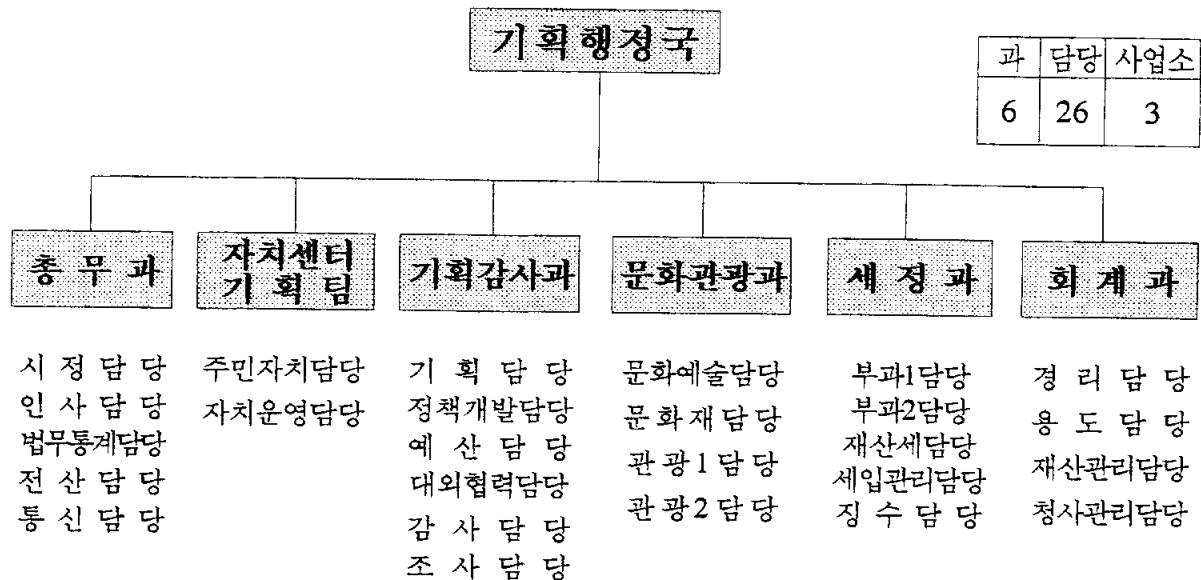 기획행정국
과 담당 사업소
6 26 3
총 무 과
자치센터
기 획 팀
기획감사과
문화관광과
세 정 과
회 계 과
시 정 담 당
인 사 담 당
법무통계담당
전 산 담 당
통 신 담 당
주민자치담당
자치운영담당
기 획 담 당
정책개발담당
예 산 담 당
대외협력담당
감 사 담 당
조 사 담 당
문화예술담당
문 화 재 담 당
관 광 1 담 당
관 광 2 담 당
부과1담당
부과2담당
재산세담당
세입관리담당
징 수 담 당
경 리 담 당
용 도 담 당
재산관리담당
청사관리담당